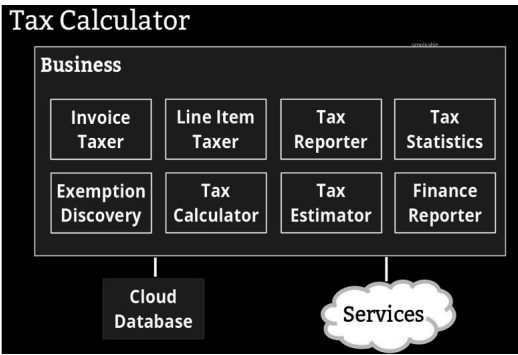 Tax Calculator
Business
Invoice
Taxer
Line Item
Taxer
Tax
Reporter
Tax
Statistics
Exemption
Discovery
Tax
Calculator
Tax
Estimator
Finance
Reporter
Cloud
Database
Services